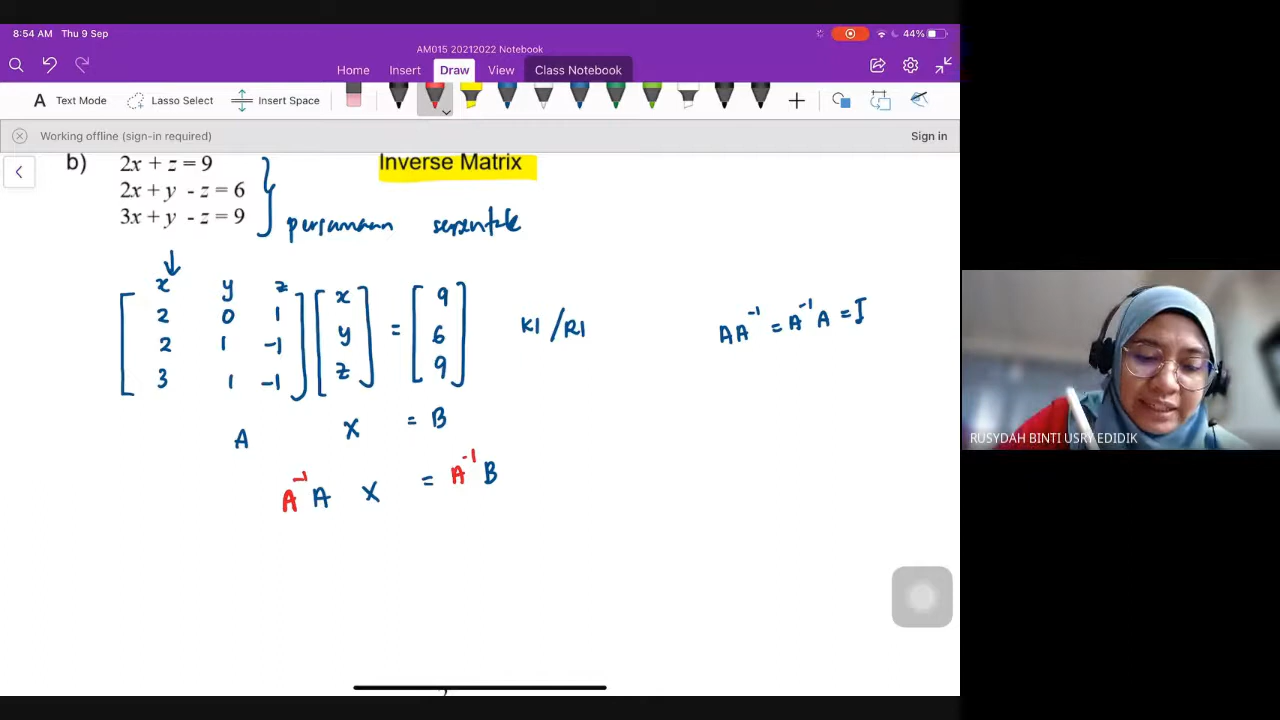 8:54 AM Thu 9 Sep
44%
AM015 20212022 Notebook
Home Insert Draw View Class Notebook
A Text Mode Lasso Select Insert Space
Working offline (sign-in required) Sign in
b) 2x + z = 9 Inverse Matrix
2x + y - z = 6
3x + y - z = 9
persamaan serentak
x y z
[2 0 1] [x] = [9]
[2 1 -1] [y] [6] K1 / R1 AA⁻¹ = A⁻¹A = I
[3 1 -1] [z] [9]
A X = B
A⁻¹ A X = A⁻¹ B
RUSYDAH BINTI USRY EDIDIK